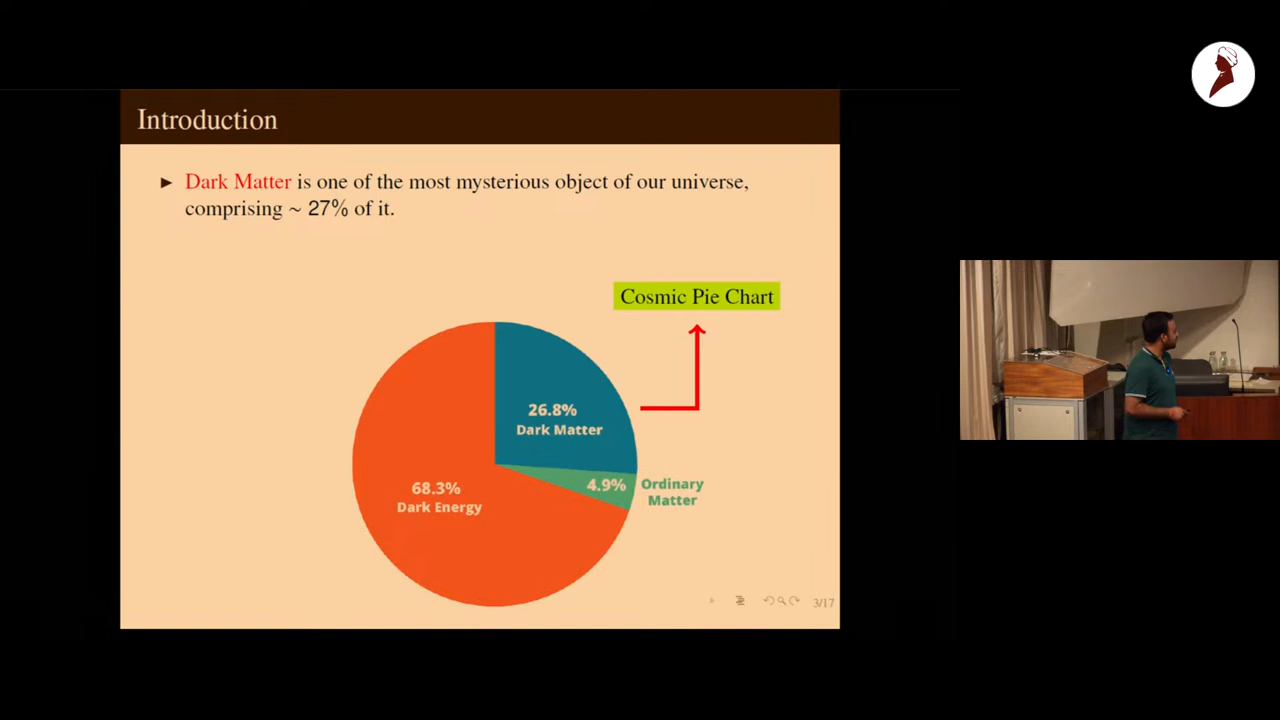 Introduction
Dark Matter is one of the most mysterious object of our universe,
comprising ~ 27% of it.
Cosmic Pie Chart
26.8%
Dark Matter
4.9%
Ordinary
Matter
68.3%
Dark Energy
3/17